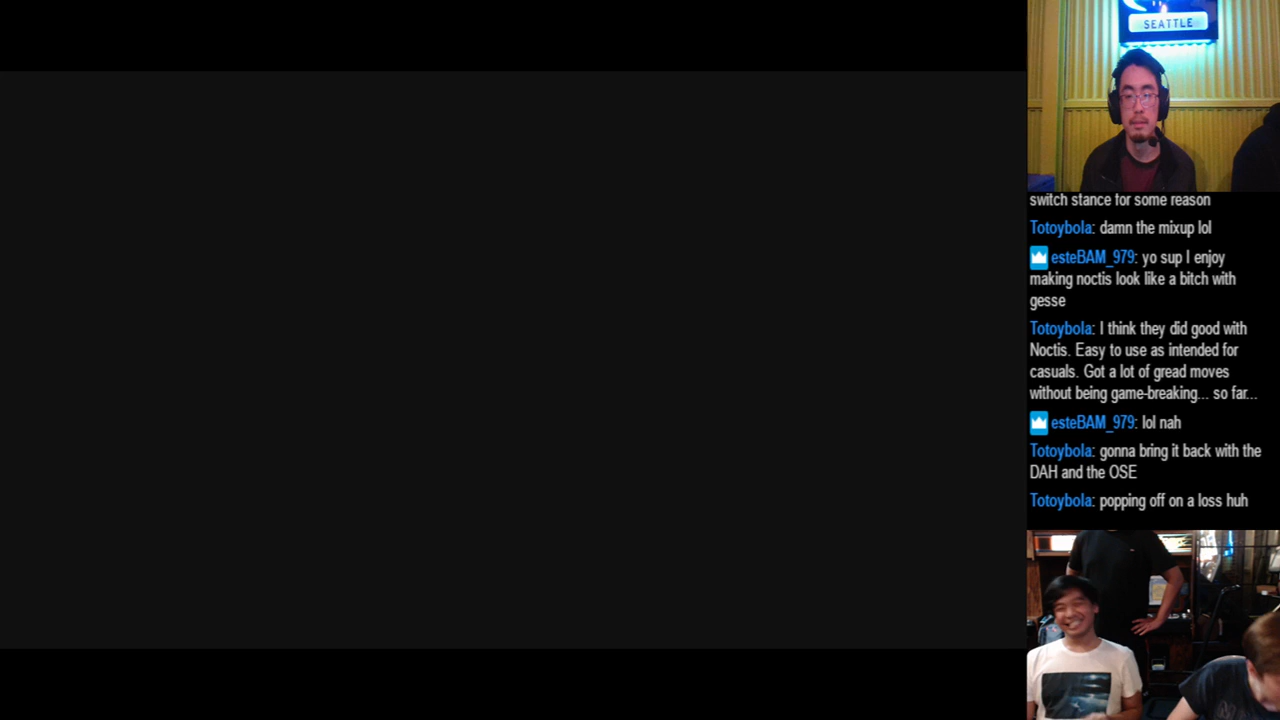 SEATTLE
switch stance for some reason
Totoybola: damn the mixup lol
esteBAM_979: yo sup I enjoy
making noctis look like a bitch with
gesse
Totoybola: I think they did good with
Noctis. Easy to use as intended for
casuals. Got a lot of gread moves
without being game-breaking... so far...
esteBAM_979: lol nah
Totoybola: gonna bring it back with the
DAH and the OSE
Totoybola: popping off on a loss huh